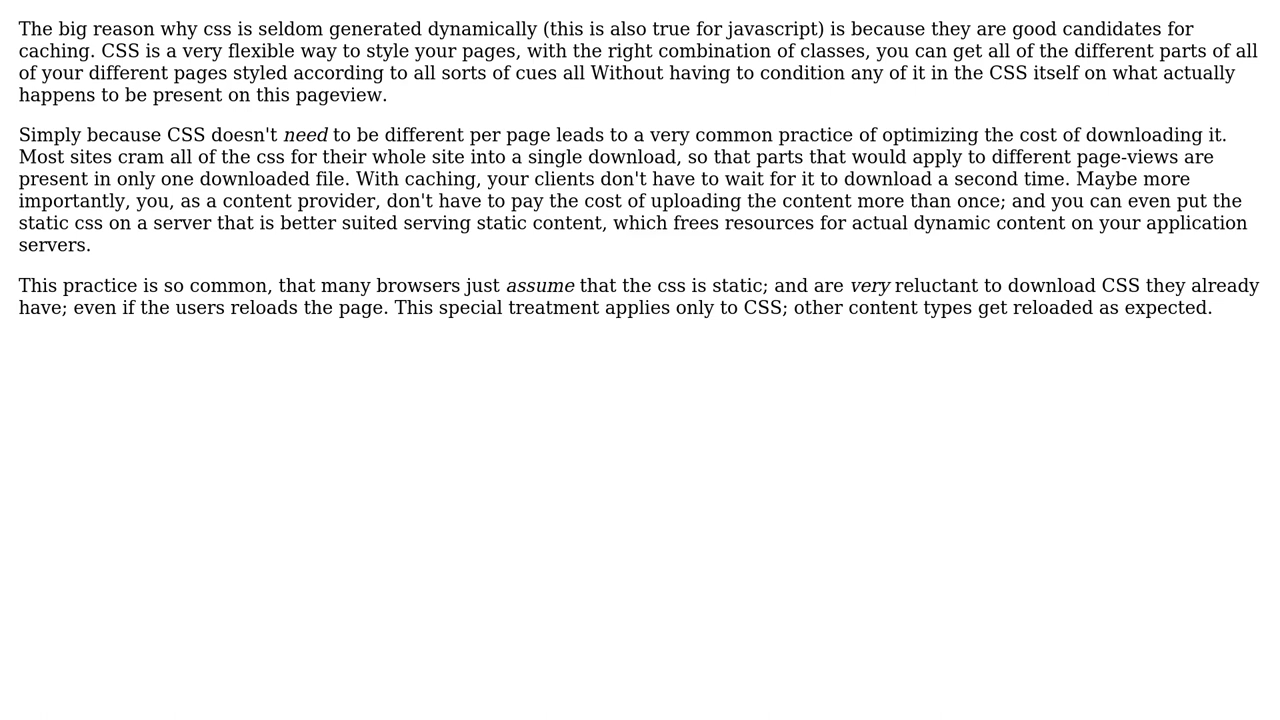 The big reason why css is seldom generated dynamically (this is also true for javascript) is because they are good candidates for
caching. CSS is a very flexible way to style your pages, with the right combination of classes, you can get all of the different parts of all
of your different pages styled according to all sorts of cues all Without having to condition any of it in the CSS itself on what actually
happens to be present on this pageview.
Simply because CSS doesn't need to be different per page leads to a very common practice of optimizing the cost of downloading it.
Most sites cram all of the css for their whole site into a single download, so that parts that would apply to different page-views are
present in only one downloaded file. With caching, your clients don't have to wait for it to download a second time. Maybe more
importantly, you, as a content provider, don't have to pay the cost of uploading the content more than once; and you can even put the
static css on a server that is better suited serving static content, which frees resources for actual dynamic content on your application
servers.
This practice is so common, that many browsers just assume that the css is static; and are very reluctant to download CSS they already
have; even if the users reloads the page. This special treatment applies only to CSS; other content types get reloaded as expected.